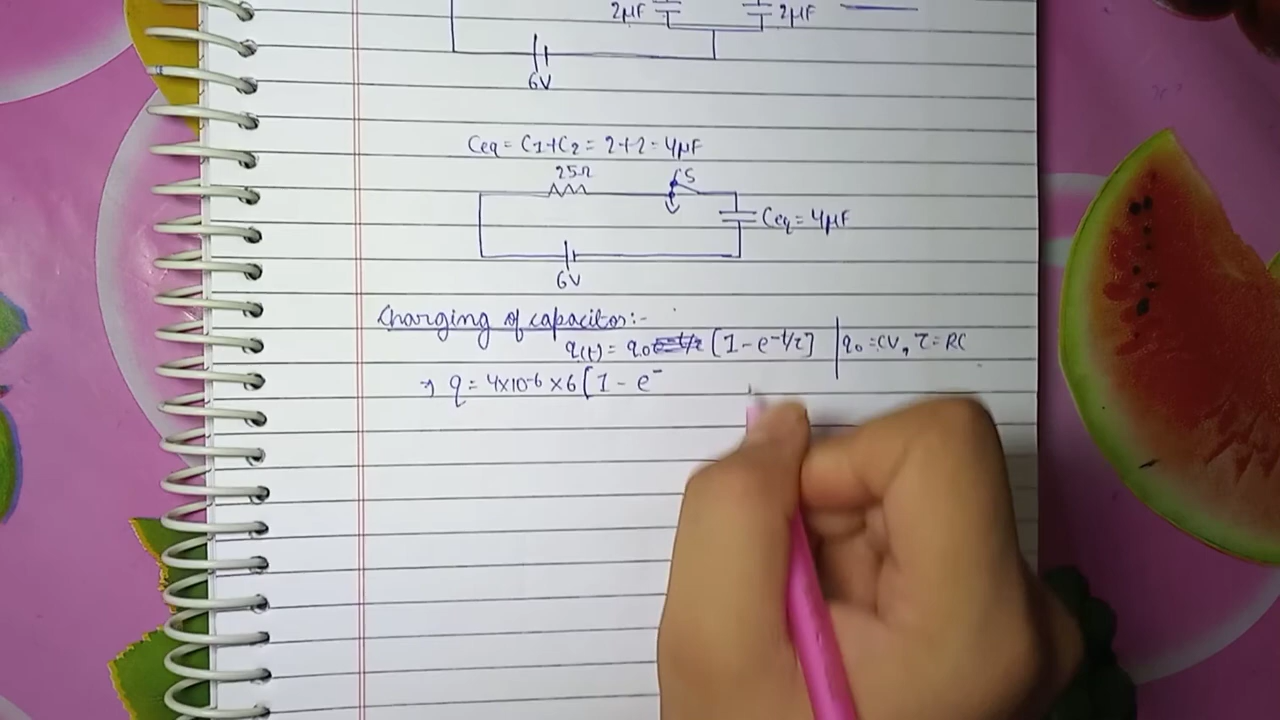 2μF 2μF
6V
Ceq = C1+C2 = 2+2 = 4μF
25Ω S
Ceq = 4μF
6V
Charging of capacitor:-
q(t) = q0 [1 - e-t/τ] | q0 = CV, τ = RC
→ q = 4×10-6 × 6 [1 - e-